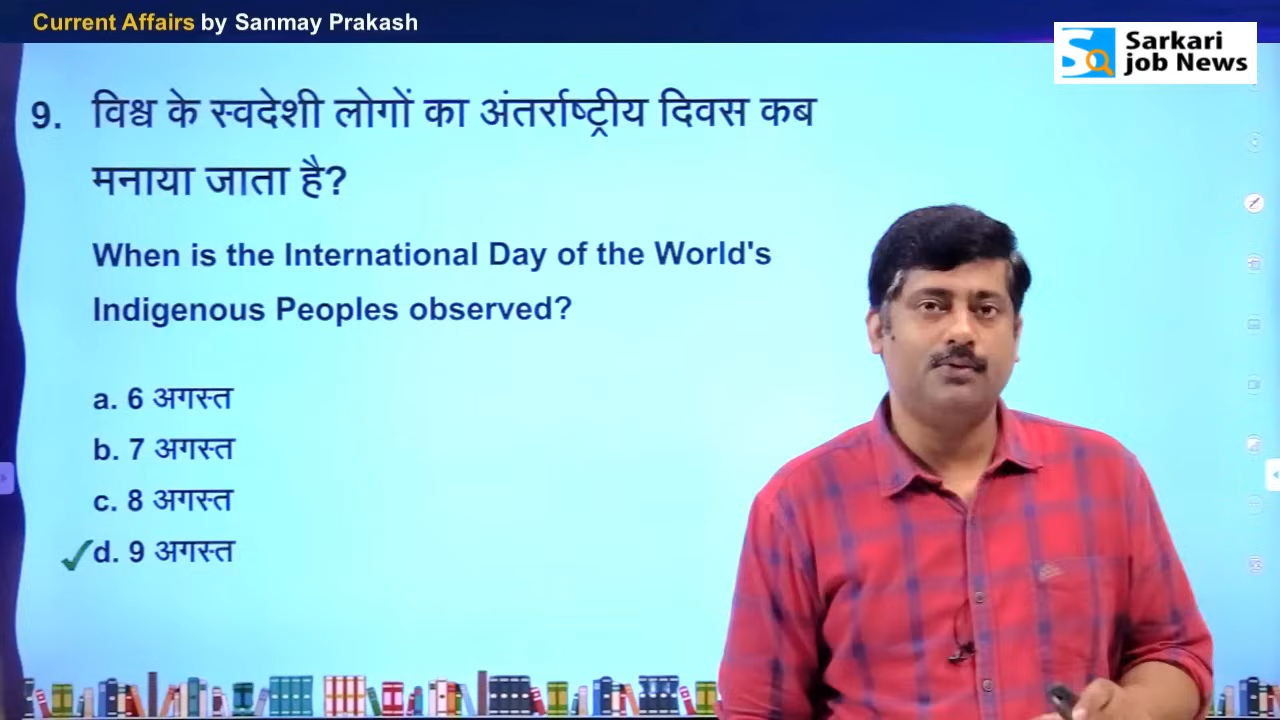 Current Affairs by Sanmay Prakash
Sarkari
job News
9. विश्व के स्वदेशी लोगों का अंतर्राष्ट्रीय दिवस कब
मनाया जाता है?
When is the International Day of the World's
Indigenous Peoples observed?
a. 6 अगस्त
b. 7 अगस्त
c. 8 अगस्त
d. 9 अगस्त